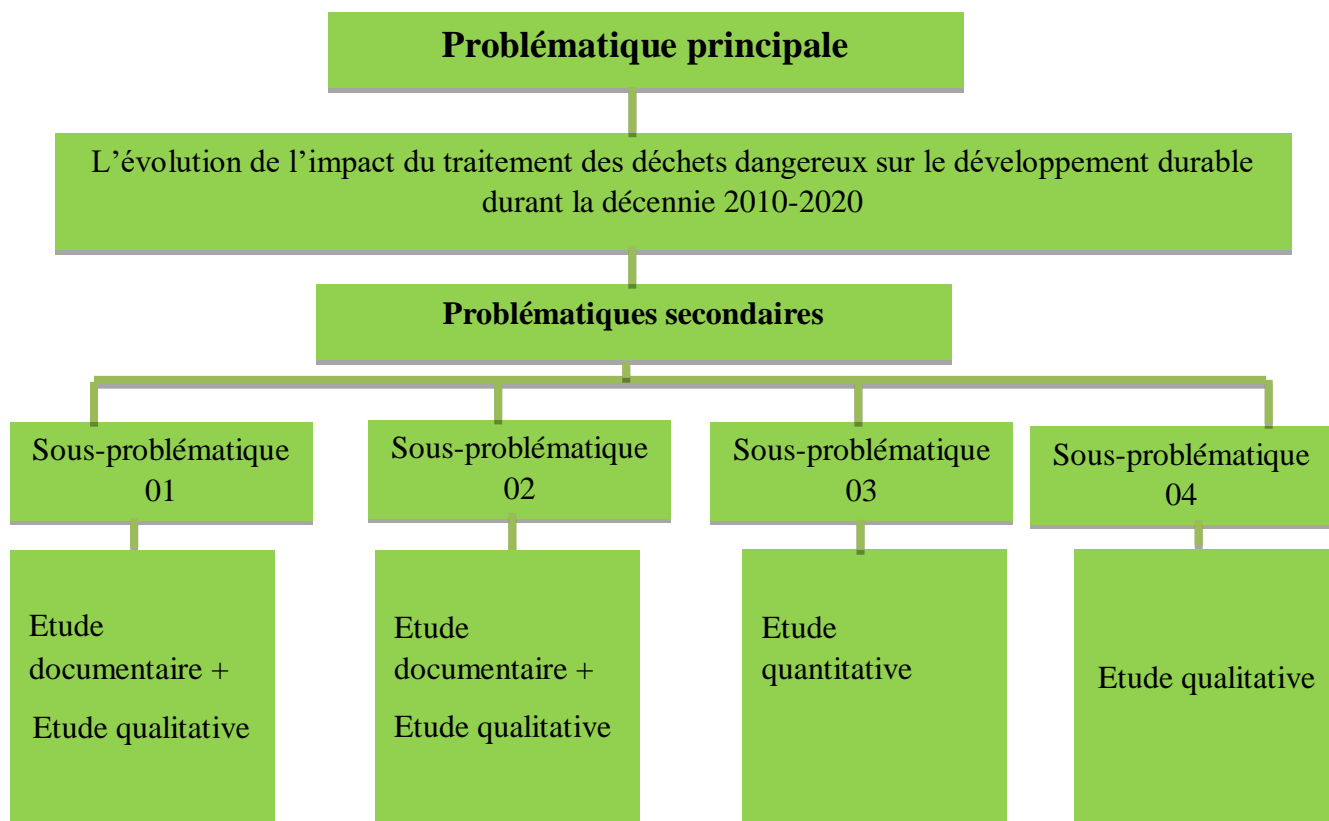 Problématique principale
L’évolution de l’impact du traitement des déchets dangereux sur le développement durable
durant la décennie 2010-2020
Problématiques secondaires
Sous-problématique
01
Sous-problématique
02
Sous-problématique
03
Sous-problématique
04
Etude
documentaire +
Etude qualitative
Etude
documentaire +
Etude qualitative
Etude
quantitative
Etude qualitative